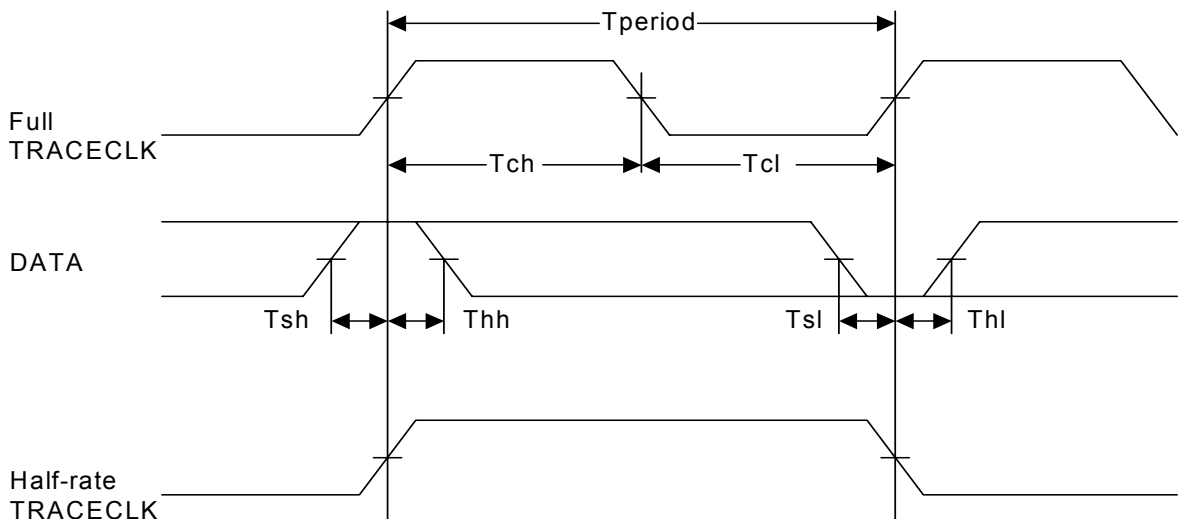 Tperiod
Full
TRACECLK
Tch
Tcl
DATA
Tsh
Thh
Tsl
Thl
Half-rate
TRACECLK